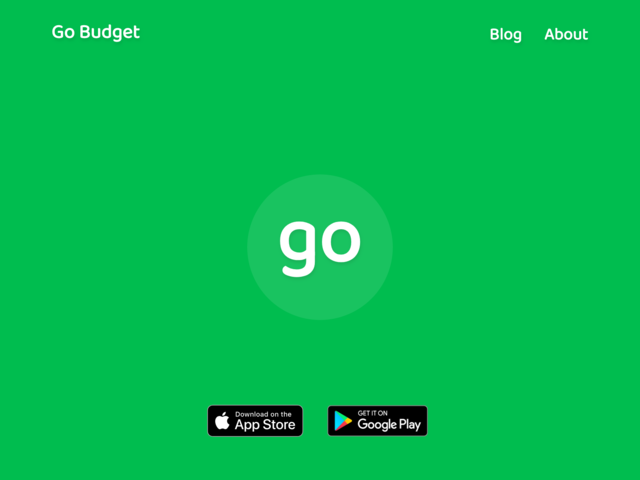 Go Budget
Blog
About
go
Download on the
App Store
GET IT ON
Google Play